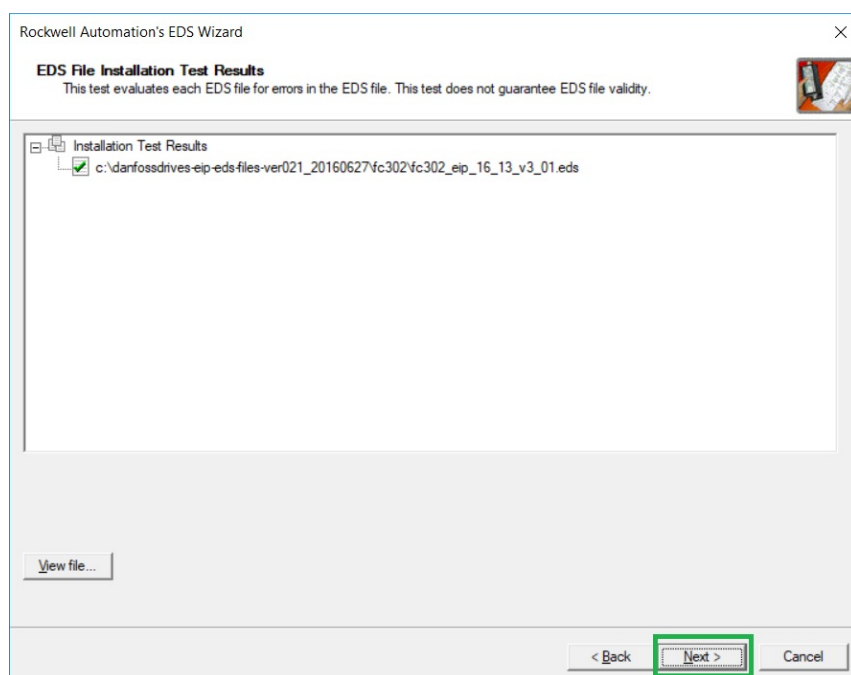 Rockwell Automation's EDS Wizard
EDS File Installation Test Results
This test evaluates each EDS file for errors in the EDS file. This test does not guarantee EDS file validity.
Installation Test Results
c:\danfossdrives-eip-eds-files-ver021_20160627\fc302\fc302_eip_16_13_v3_01.eds
View file...
< Back
Next >
Cancel